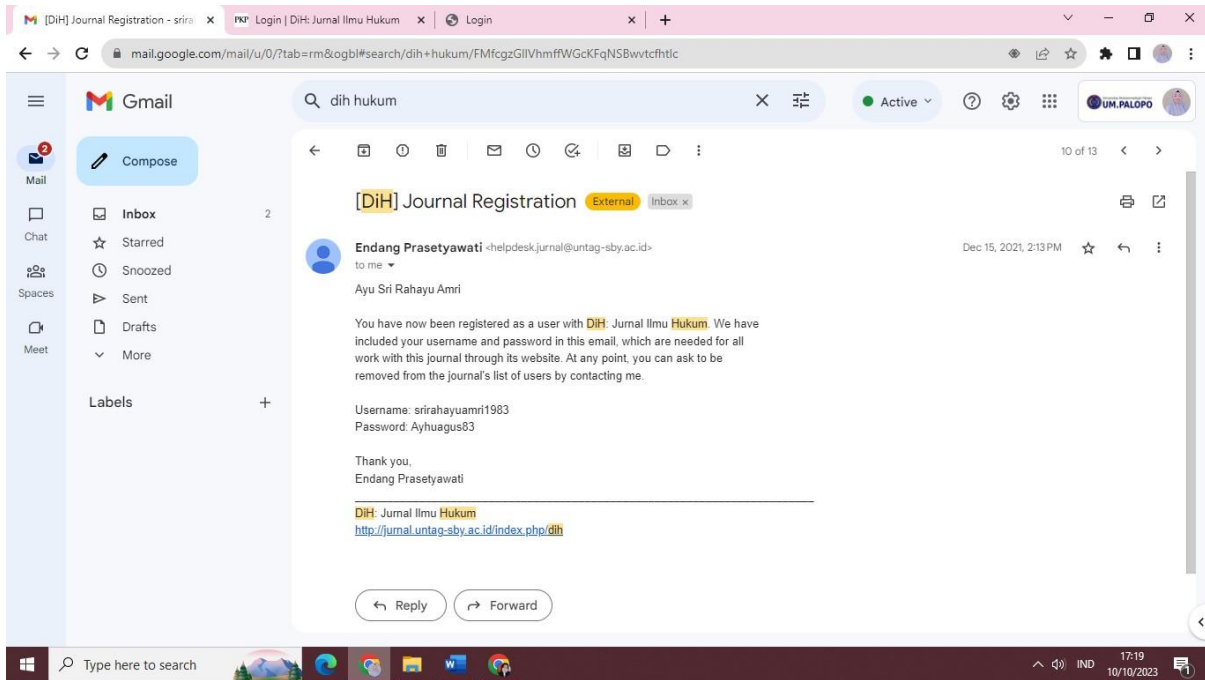 [DiH] Journal Registration - srira
PKP Login | DiH: Jurnal Ilmu Hukum
Login
mail.google.com/mail/u/0/?tab=rm&ogbl#search/dih+hukum/FMfcgzGllVhmffWGcKFqNSBwvtcfhtlc
Gmail
dih hukum
Active
UM.PALOPO
2
Mail
Chat
Spaces
Meet
Compose
Inbox 2
Starred
Snoozed
Sent
Drafts
More
Labels
10 of 13
[DiH] Journal Registration External Inbox x
Endang Prasetyawati <helpdesk.jurnal@untag-sby.ac.id> Dec 15, 2021, 2:13 PM
to me
Ayu Sri Rahayu Amri
You have now been registered as a user with DiH: Jurnal Ilmu Hukum. We have
included your username and password in this email, which are needed for all
work with this journal through its website. At any point, you can ask to be
removed from the journal's list of users by contacting me.
Username: srirahayuamri1983
Password: Ayhuagus83
Thank you,
Endang Prasetyawati
DiH: Jurnal Ilmu Hukum
http://jurnal.untag-sby.ac.id/index.php/dih
Reply
Forward
Type here to search
IND
17:19
10/10/2023
1